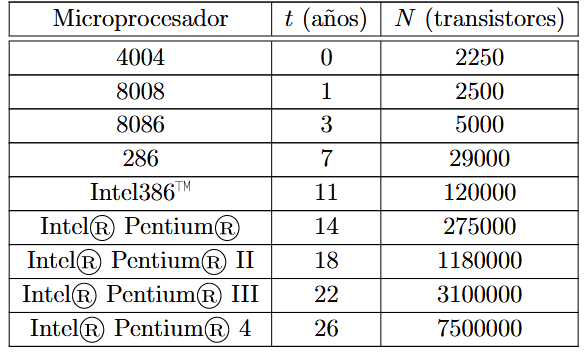 Microprocesador t (años) N (transistores)
4004 0 2250
8008 1 2500
8086 3 5000
286 7 29000
Intel386™ 11 120000
Intel® Pentium® 14 275000
Intel® Pentium® II 18 1180000
Intel® Pentium® III 22 3100000
Intel® Pentium® 4 26 7500000